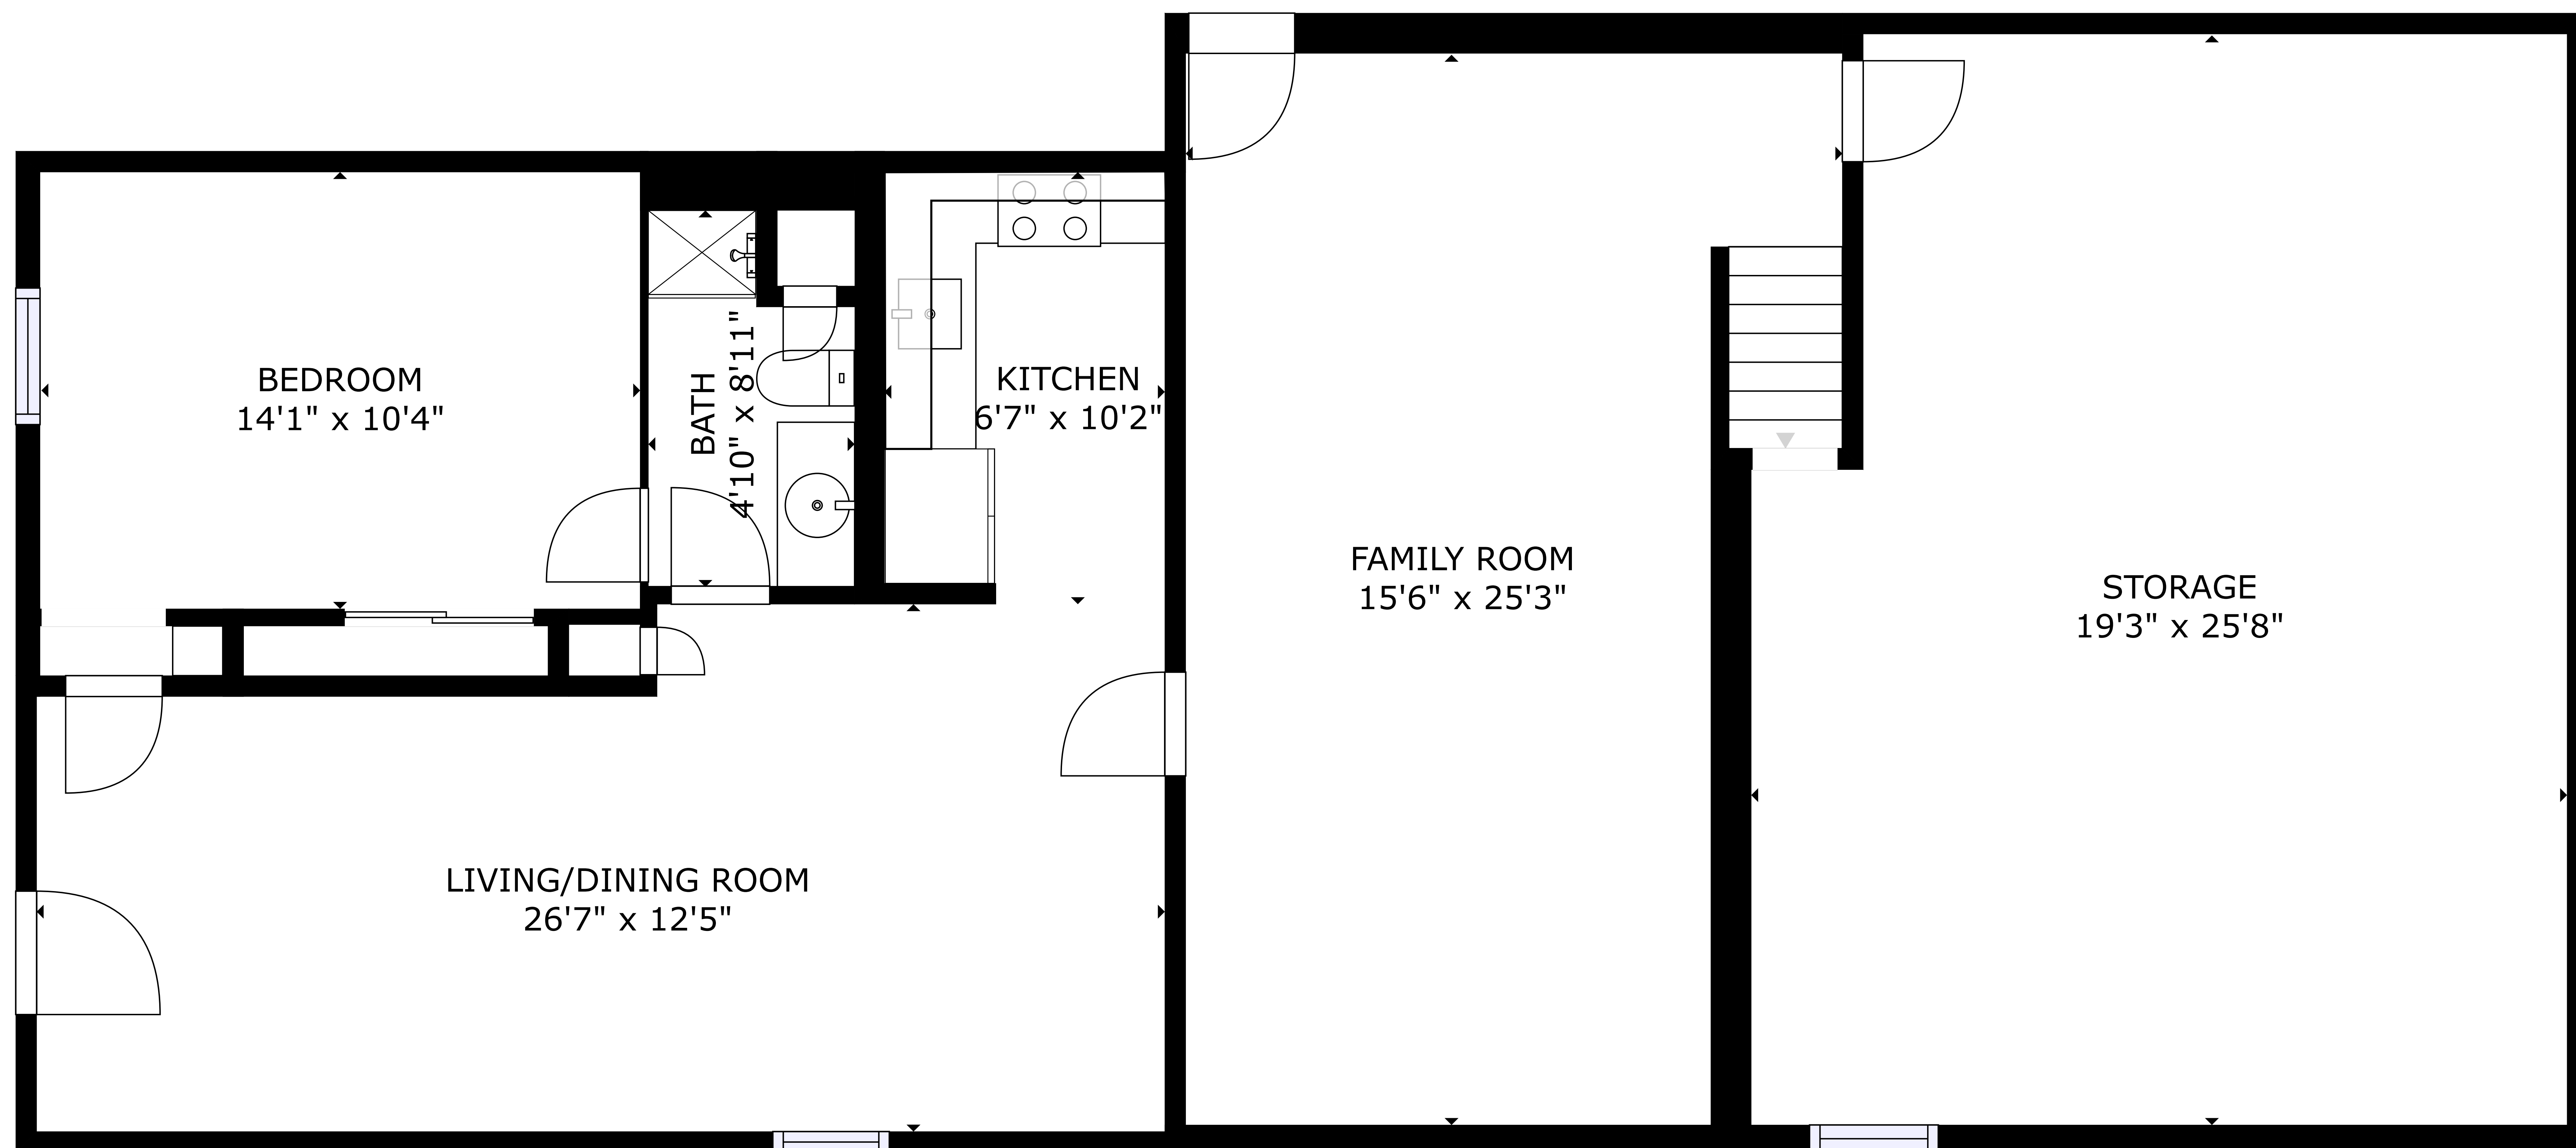 BEDROOM
14'1" x 10'4"
BATH
4'10" x 8'11"
KITCHEN
6'7" x 10'2"
FAMILY ROOM
15'6" x 25'3"
STORAGE
19'3" x 25'8"
LIVING/DINING ROOM
26'7" x 12'5"